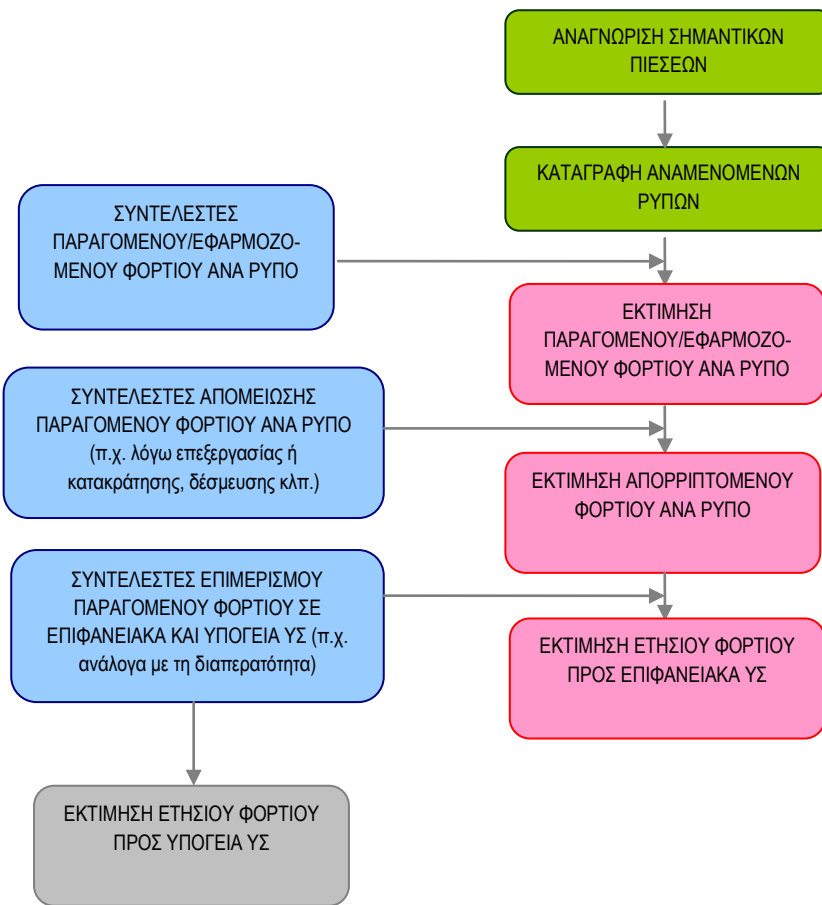 ΑΝΑΓΝΩΡΙΣΗ ΣΗΜΑΝΤΙΚΩΝ
ΠΙΕΣΕΩΝ
ΚΑΤΑΓΡΑΦΗ ΑΝΑΜΕΝΟΜΕΝΩΝ
ΡΥΠΩΝ
ΣΥΝΤΕΛΕΣΤΕΣ
ΠΑΡΑΓΟΜΕΝΟΥ/ΕΦΑΡΜΟΖΟ-
ΜΕΝΟΥ ΦΟΡΤΙΟΥ ΑΝΑ ΡΥΠΟ
ΕΚΤΙΜΗΣΗ
ΠΑΡΑΓΟΜΕΝΟΥ/ΕΦΑΡΜΟΖΟ-
ΜΕΝΟΥ ΦΟΡΤΙΟΥ ΑΝΑ ΡΥΠΟ
ΣΥΝΤΕΛΕΣΤΕΣ ΑΠΟΜΕΙΩΣΗΣ
ΠΑΡΑΓΟΜΕΝΟΥ ΦΟΡΤΙΟΥ ΑΝΑ ΡΥΠΟ
(π.χ. λόγω επεξεργασίας ή
κατακράτησης, δέσμευσης κλπ.)
ΕΚΤΙΜΗΣΗ ΑΠΟΡΡΙΠΤΟΜΕΝΟΥ
ΦΟΡΤΙΟΥ ΑΝΑ ΡΥΠΟ
ΣΥΝΤΕΛΕΣΤΕΣ ΕΠΙΜΕΡΙΣΜΟΥ
ΠΑΡΑΓΟΜΕΝΟΥ ΦΟΡΤΙΟΥ ΣΕ
ΕΠΙΦΑΝΕΙΑΚΑ ΚΑΙ ΥΠΟΓΕΙΑ ΥΣ (π.χ.
ανάλογα με τη διαπερατότητα)
ΕΚΤΙΜΗΣΗ ΕΤΗΣΙΟΥ ΦΟΡΤΙΟΥ
ΠΡΟΣ ΕΠΙΦΑΝΕΙΑΚΑ ΥΣ
ΕΚΤΙΜΗΣΗ ΕΤΗΣΙΟΥ ΦΟΡΤΙΟΥ
ΠΡΟΣ ΥΠΟΓΕΙΑ ΥΣ